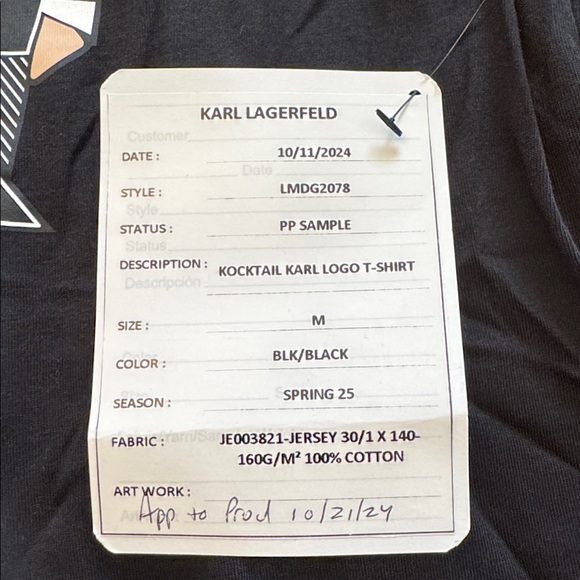 KARL LAGERFELD
Customer
DATE : 10/11/2024
Date
STYLE : LMDG2078
Style
STATUS : PP SAMPLE
Status
DESCRIPTION : KOCKTAIL KARL LOGO T-SHIRT
Descripción
SIZE : M
COLOR : BLK/BLACK
SEASON : SPRING 25
FABRIC : JE003821-JERSEY 30/1 X 140-
160G/M² 100% COTTON
ART WORK :
App to Prod 10/21/24